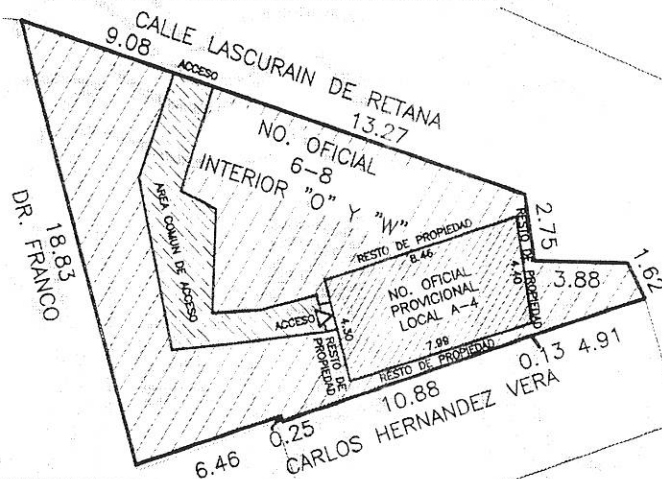 CALLE LASCURAIN DE RETANA
9.08
ACCESO
13.27
NO. OFICIAL
6-8
INTERIOR "O" Y "W"
DR. FRANCO
18.83
AREA COMUN DE ACCESO
RESTO DE PROPIEDAD
8.46
2.75
RESTO DE PROPIEDAD
4.40
3.88
1.62
NO. OFICIAL
PROVICIONAL
LOCAL A-4
ACCESO
4.30
RESTO DE
PROPIEDAD
7.99
RESTO DE PROPIEDAD
0.13
4.91
10.88
0.25
6.46
CARLOS HERNANDEZ VERA